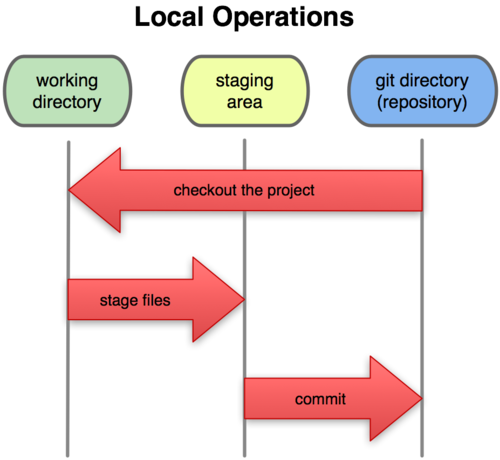 Local Operations
working
directory
staging
area
git directory
(repository)
checkout the project
stage files
commit